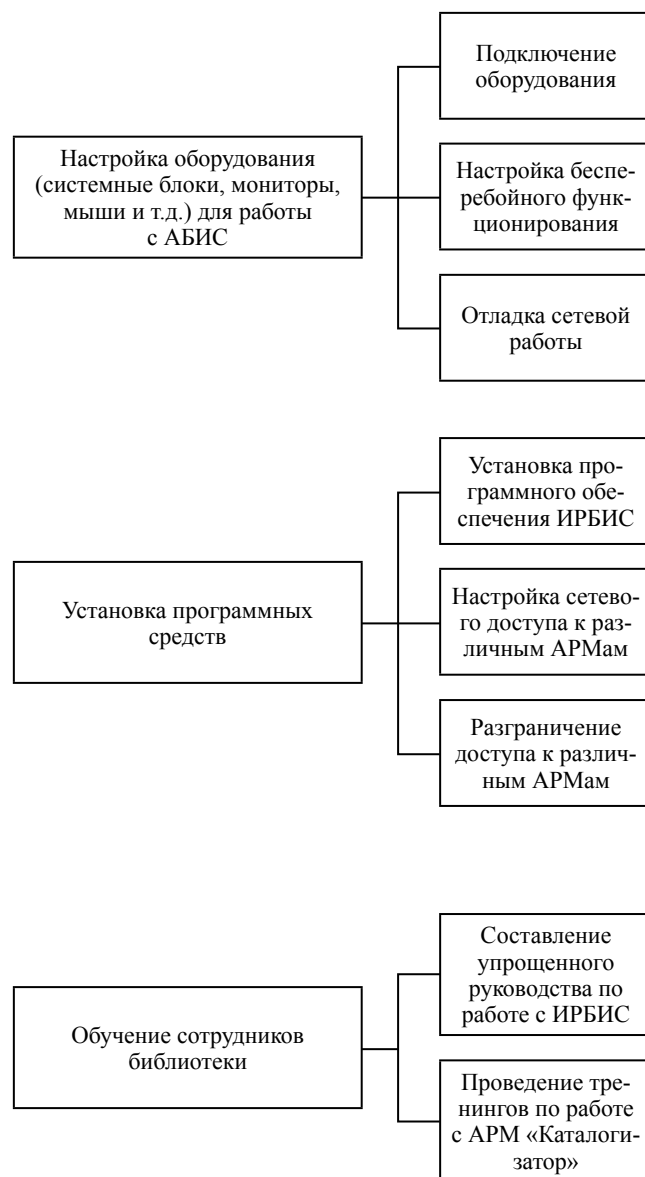 Подключение
оборудования
Настройка оборудования
(системные блоки, мониторы,
мыши и т.д.) для работы
с АБИС
Настройка беспе-
ребойного функ-
ционирования
Отладка сетевой
работы
Установка про-
граммного обе-
спечения ИРБИС
Установка программных
средств
Настройка сетево-
го доступа к раз-
личным АРМам
Разграничение
доступа к различ-
ным АРМам
Составление
упрощенного
руководства по
работе с ИРБИС
Обучение сотрудников
библиотеки
Проведение тре-
нингов по работе
с АРМ «Каталоги-
затор»